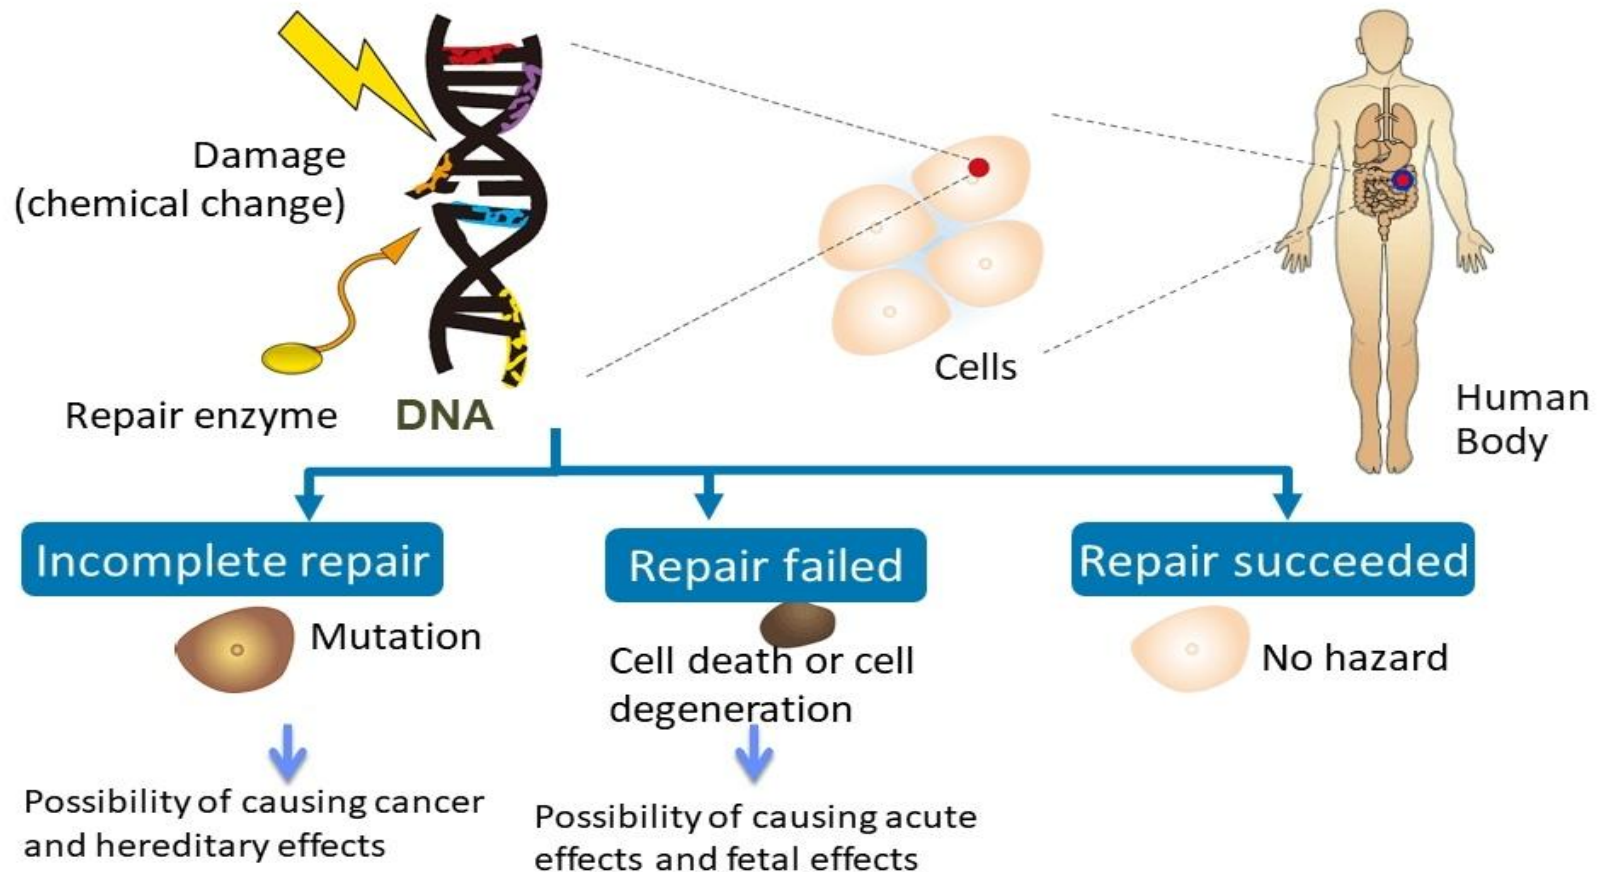 Damage
(chemical change)
Repair enzyme
DNA
Cells
Human
Body
Incomplete repair
Repair failed
Repair succeeded
Mutation
Cell death or cell
degeneration
No hazard
Possibility of causing cancer
and hereditary effects
Possibility of causing acute
effects and fetal effects